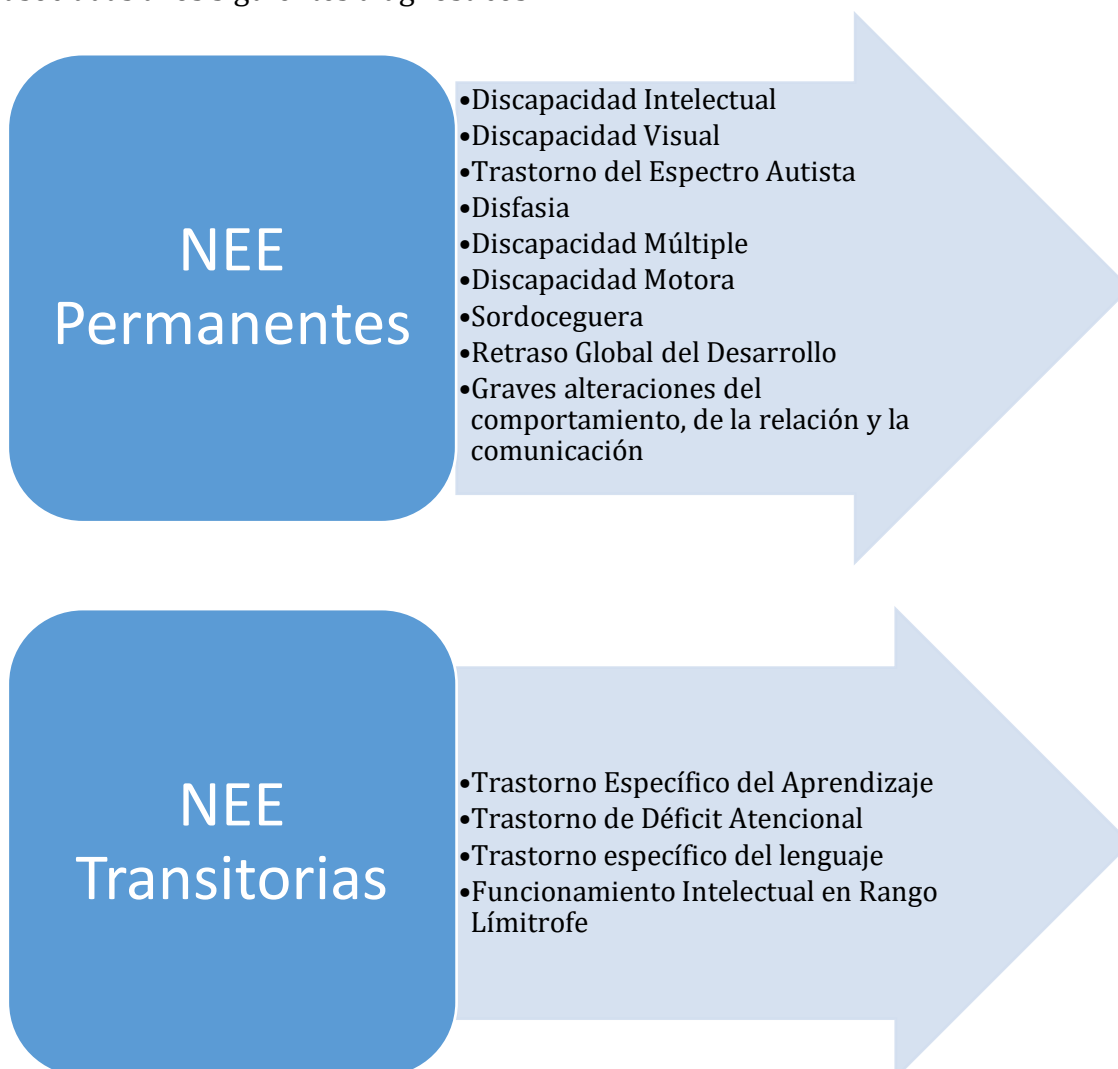 NEE
Permanentes
•Discapacidad Intelectual
•Discapacidad Visual
•Trastorno del Espectro Autista
•Disfasia
•Discapacidad Múltiple
•Discapacidad Motora
•Sordoceguera
•Retraso Global del Desarrollo
•Graves alteraciones del
comportamiento, de la relación y la
comunicación
NEE
Transitorias
•Trastorno Específico del Aprendizaje
•Trastorno de Déficit Atencional
•Trastorno específico del lenguaje
•Funcionamiento Intelectual en Rango
Límitrofe